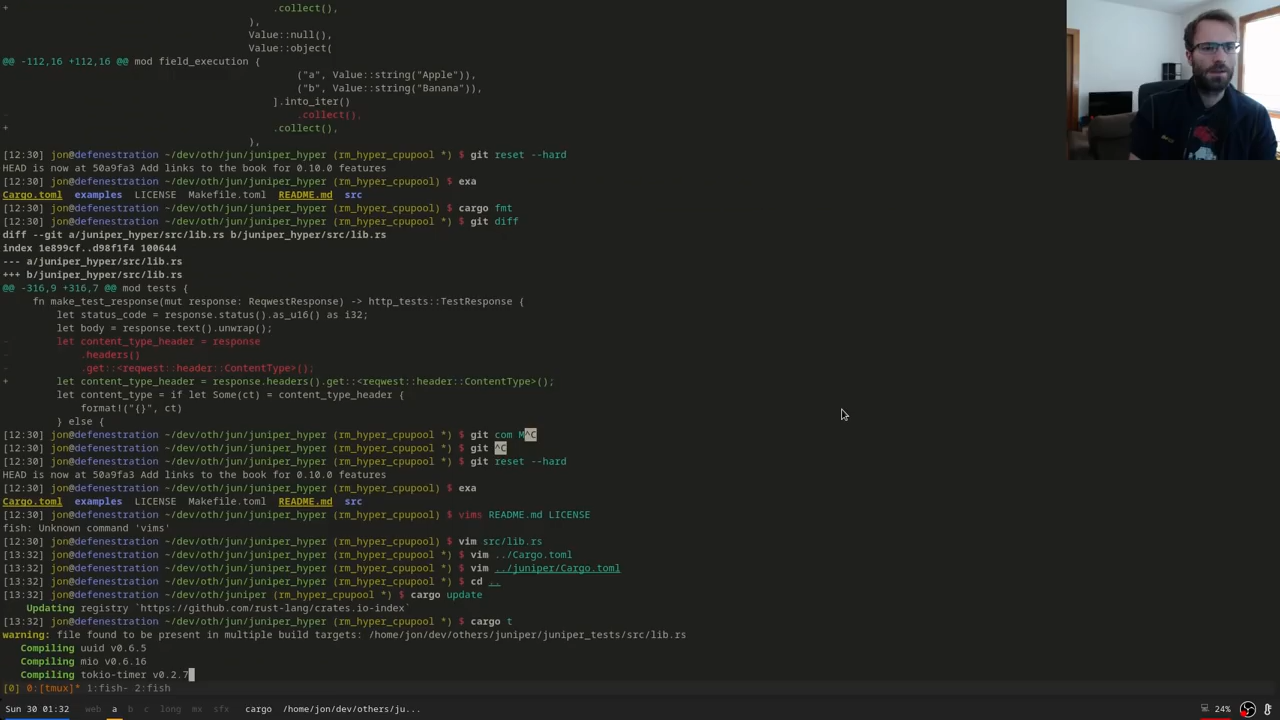 + .collect(),
),
Value::null(),
Value::object(
@@ -112,16 +112,16 @@ mod field_execution {
("a", Value::string("Apple")),
("b", Value::string("Banana")),
].into_iter()
- .collect(),
+ .collect(),
),
[12:30] jon@defenestration ~/dev/oth/jun/juniper_hyper (rm_hyper_cpupool *) $ git reset --hard
HEAD is now at 50a9fa3 Add links to the book for 0.10.0 features
[12:30] jon@defenestration ~/dev/oth/jun/juniper_hyper (rm_hyper_cpupool *) $ exa
Cargo.toml examples LICENSE Makefile.toml README.md src
[12:30] jon@defenestration ~/dev/oth/jun/juniper_hyper (rm_hyper_cpupool *) $ cargo fmt
[12:30] jon@defenestration ~/dev/oth/jun/juniper_hyper (rm_hyper_cpupool *) $ git diff
diff --git a/juniper_hyper/src/lib.rs b/juniper_hyper/src/lib.rs
index 1e899cf..d98f1f4 100644
--- a/juniper_hyper/src/lib.rs
+++ b/juniper_hyper/src/lib.rs
@@ -316,9 +316,7 @@ mod tests {
fn make_test_response(mut response: ReqwestResponse) -> http_tests::TestResponse {
let status_code = response.status().as_u16() as i32;
let body = response.text().unwrap();
- let content_type_header = response
- .headers()
- .get::<reqwest::header::ContentType>();
+ let content_type_header = response.headers().get::<reqwest::header::ContentType>();
let content_type = if let Some(ct) = content_type_header {
format!("{}", ct)
} else {
[12:30] jon@defenestration ~/dev/oth/jun/juniper_hyper (rm_hyper_cpupool *) $ git com M^C
[12:30] jon@defenestration ~/dev/oth/jun/juniper_hyper (rm_hyper_cpupool *) $ git ^C
[12:30] jon@defenestration ~/dev/oth/jun/juniper_hyper (rm_hyper_cpupool *) $ git reset --hard
HEAD is now at 50a9fa3 Add links to the book for 0.10.0 features
[12:30] jon@defenestration ~/dev/oth/jun/juniper_hyper (rm_hyper_cpupool *) $ exa
Cargo.toml examples LICENSE Makefile.toml README.md src
[12:30] jon@defenestration ~/dev/oth/jun/juniper_hyper (rm_hyper_cpupool *) $ vims README.md LICENSE
fish: Unknown command 'vims'
[12:30] jon@defenestration ~/dev/oth/jun/juniper_hyper (rm_hyper_cpupool *) $ vim src/lib.rs
[13:32] jon@defenestration ~/dev/oth/jun/juniper_hyper (rm_hyper_cpupool *) $ vim ../Cargo.toml
[13:32] jon@defenestration ~/dev/oth/jun/juniper_hyper (rm_hyper_cpupool *) $ vim ../juniper/Cargo.toml
[13:32] jon@defenestration ~/dev/oth/jun/juniper_hyper (rm_hyper_cpupool *) $ cd ..
[13:32] jon@defenestration ~/dev/oth/juniper (rm_hyper_cpupool *) $ cargo update
Updating registry `https://github.com/rust-lang/crates.io-index`
[13:32] jon@defenestration ~/dev/oth/juniper (rm_hyper_cpupool *) $ cargo t
warning: file found to be present in multiple build targets: /home/jon/dev/others/juniper/juniper_tests/src/lib.rs
Compiling uuid v0.6.5
Compiling mio v0.6.16
Compiling tokio-timer v0.2.7
[0] 0:[tmux]* 1:fish- 2:fish
Sun 30 01:32 web a b c long mx sfx cargo /home/jon/dev/others/ju... 24%